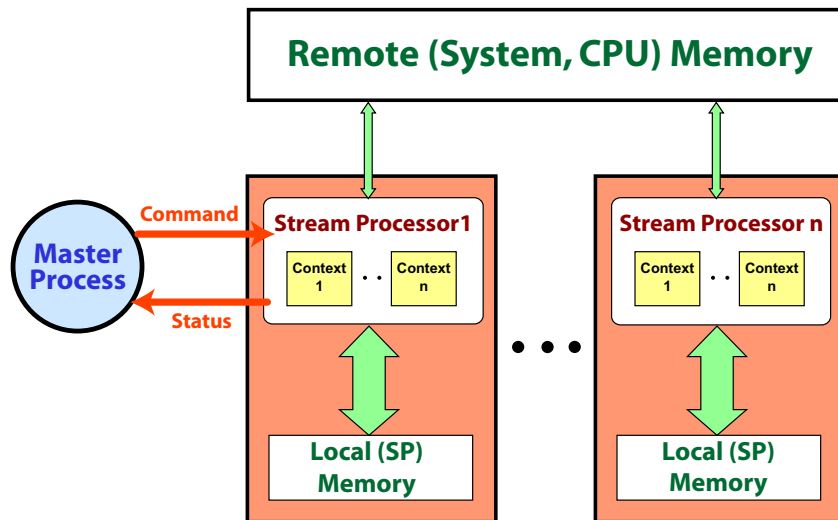 Remote (System, CPU) Memory
Command
Master
Process
Status
Stream Processor1
Context
1
. .
Context
n
Local (SP)
Memory
• • •
Stream Processor n
Context
1
. .
Context
n
Local (SP)
Memory